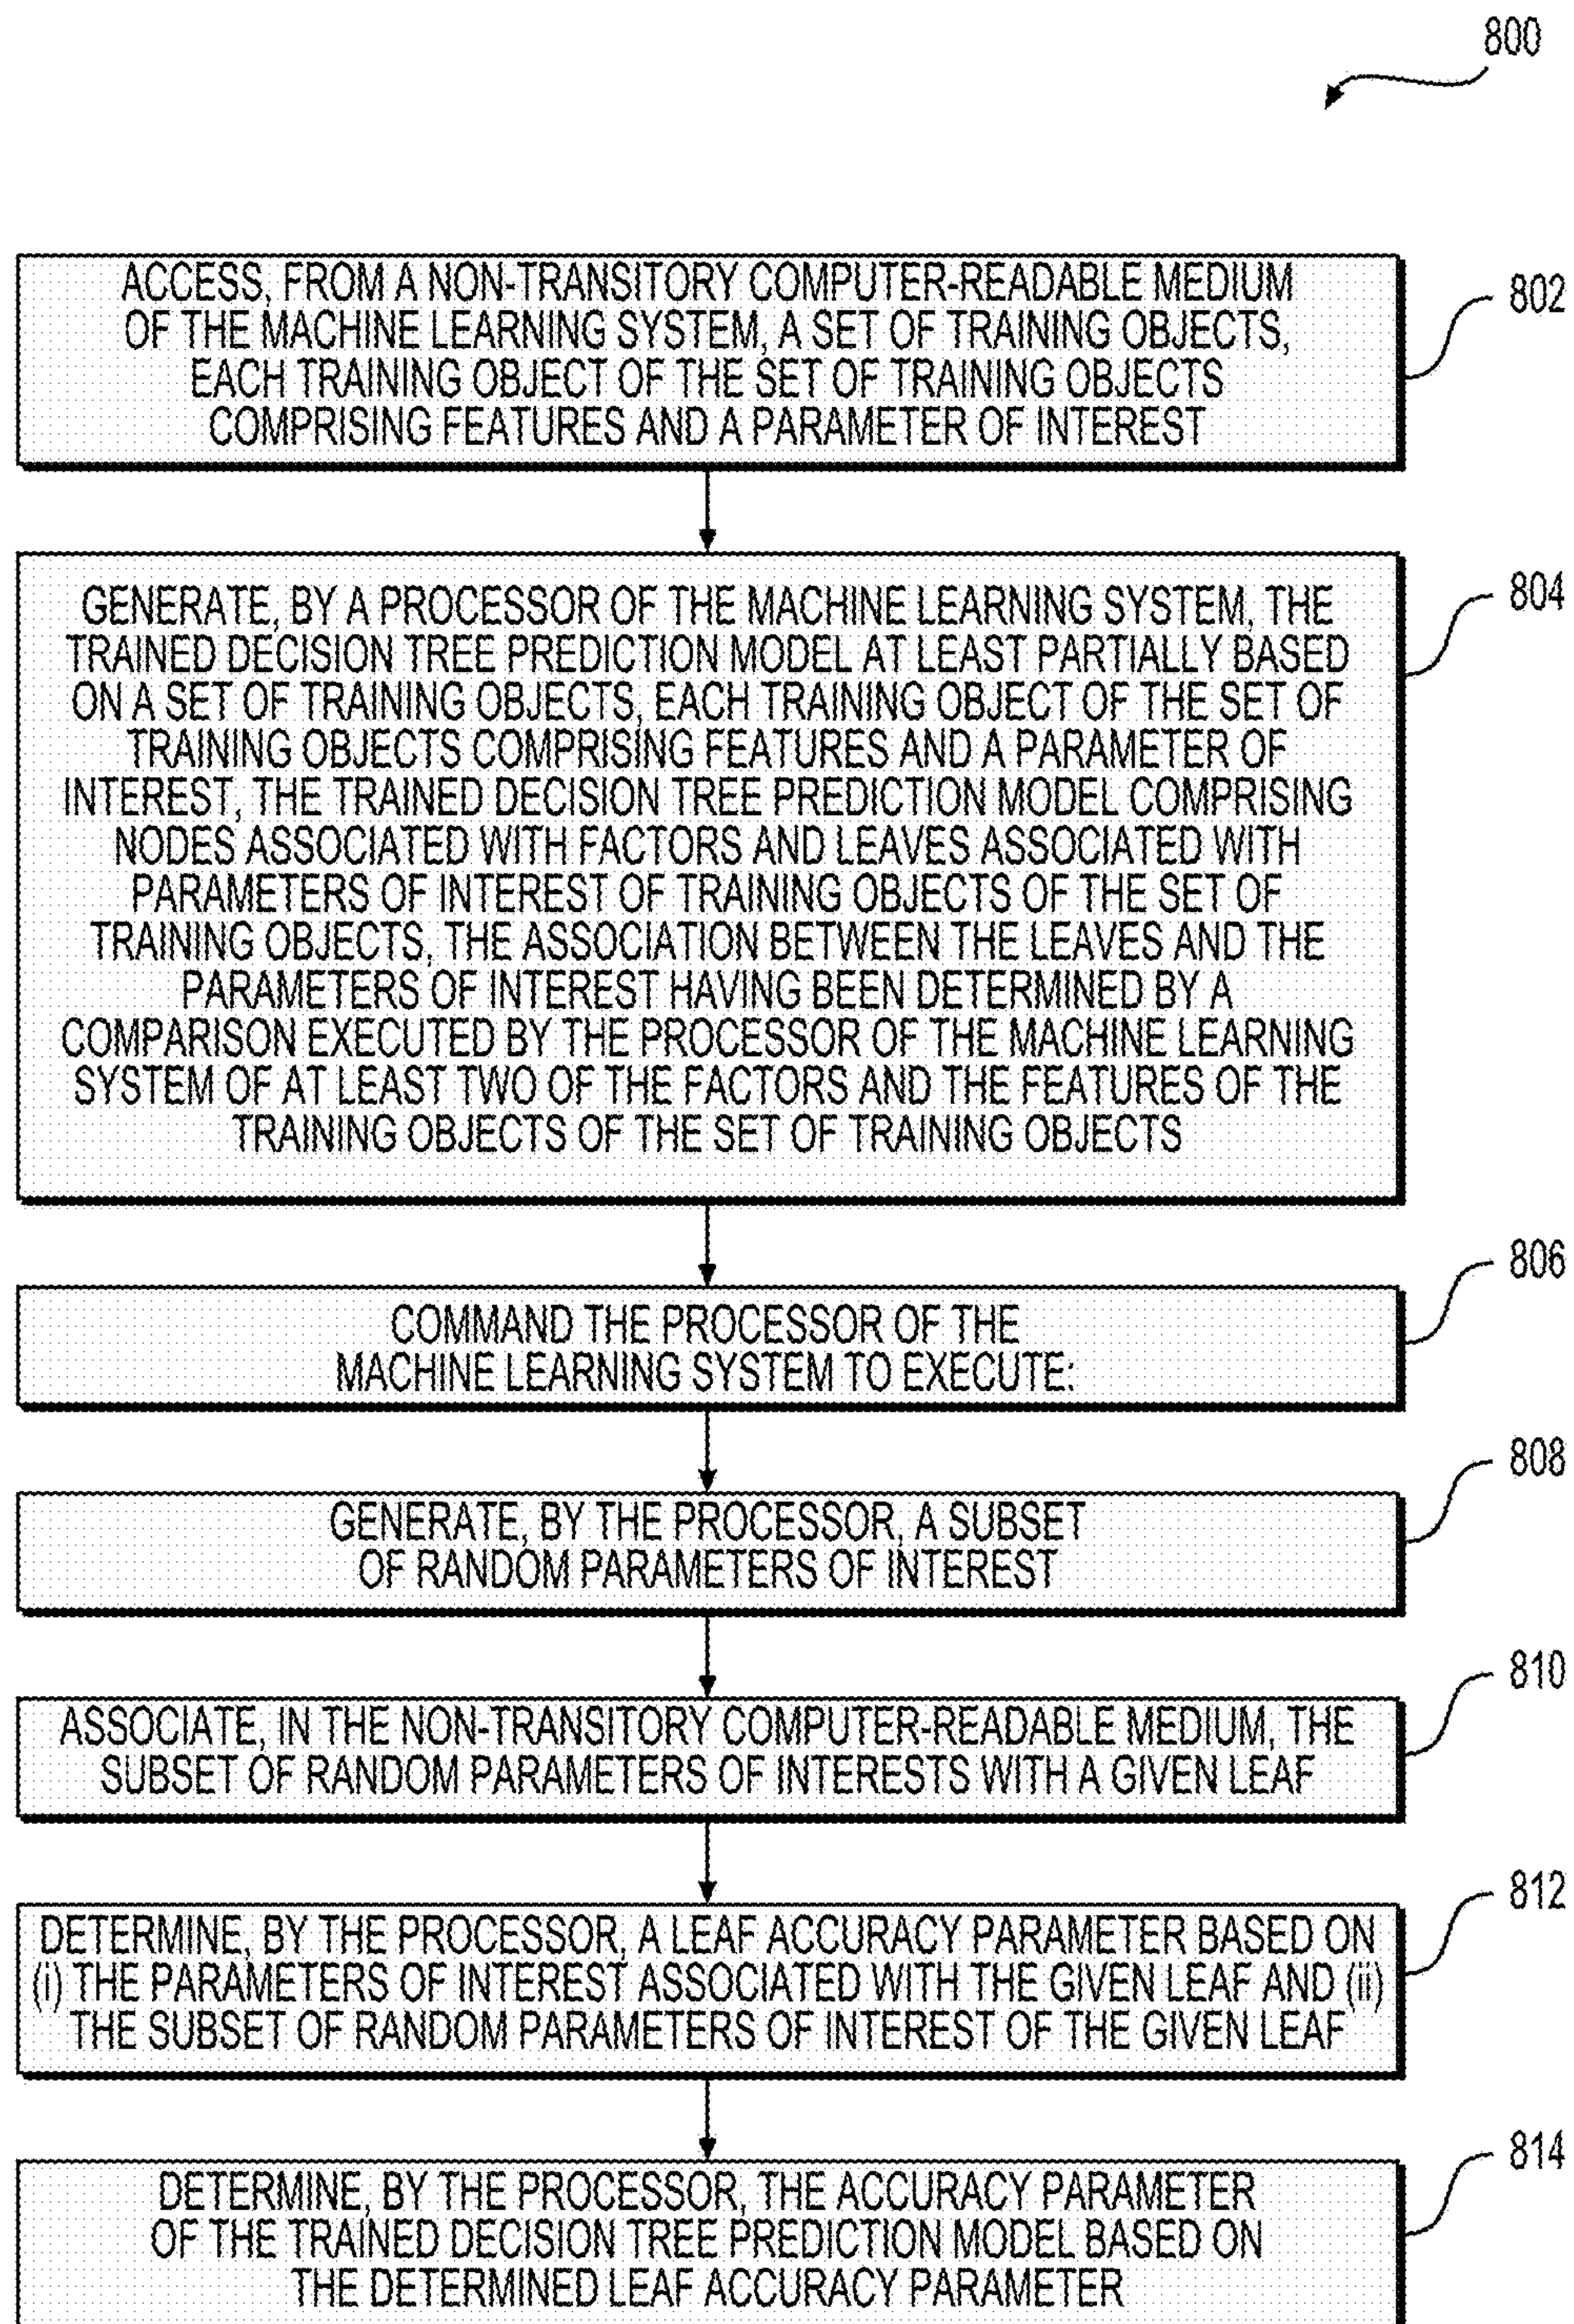 800
ACCESS, FROM A NON-TRANSITORY COMPUTER-READABLE MEDIUM
OF THE MACHINE LEARNING SYSTEM, A SET OF TRAINING OBJECTS,
EACH TRAINING OBJECT OF THE SET OF TRAINING OBJECTS
COMPRISING FEATURES AND A PARAMETER OF INTEREST
802
GENERATE, BY A PROCESSOR OF THE MACHINE LEARNING SYSTEM, THE
TRAINED DECISION TREE PREDICTION MODEL AT LEAST PARTIALLY BASED
ON A SET OF TRAINING OBJECTS, EACH TRAINING OBJECT OF THE SET OF
TRAINING OBJECTS COMPRISING FEATURES AND A PARAMETER OF
INTEREST, THE TRAINED DECISION TREE PREDICTION MODEL COMPRISING
NODES ASSOCIATED WITH FACTORS AND LEAVES ASSOCIATED WITH
PARAMETERS OF INTEREST OF TRAINING OBJECTS OF THE SET OF
TRAINING OBJECTS, THE ASSOCIATION BETWEEN THE LEAVES AND THE
PARAMETERS OF INTEREST HAVING BEEN DETERMINED BY A
COMPARISON EXECUTED BY THE PROCESSOR OF THE MACHINE LEARNING
SYSTEM OF AT LEAST TWO OF THE FACTORS AND THE FEATURES OF THE
TRAINING OBJECTS OF THE SET OF TRAINING OBJECTS
804
COMMAND THE PROCESSOR OF THE
MACHINE LEARNING SYSTEM TO EXECUTE:
806
GENERATE, BY THE PROCESSOR, A SUBSET
OF RANDOM PARAMETERS OF INTEREST
808
ASSOCIATE, IN THE NON-TRANSITORY COMPUTER-READABLE MEDIUM, THE
SUBSET OF RANDOM PARAMETERS OF INTERESTS WITH A GIVEN LEAF
810
DETERMINE, BY THE PROCESSOR, A LEAF ACCURACY PARAMETER BASED ON
(i) THE PARAMETERS OF INTEREST ASSOCIATED WITH THE GIVEN LEAF AND (ii)
THE SUBSET OF RANDOM PARAMETERS OF INTEREST OF THE GIVEN LEAF
812
DETERMINE, BY THE PROCESSOR, THE ACCURACY PARAMETER
OF THE TRAINED DECISION TREE PREDICTION MODEL BASED ON
THE DETERMINED LEAF ACCURACY PARAMETER
814